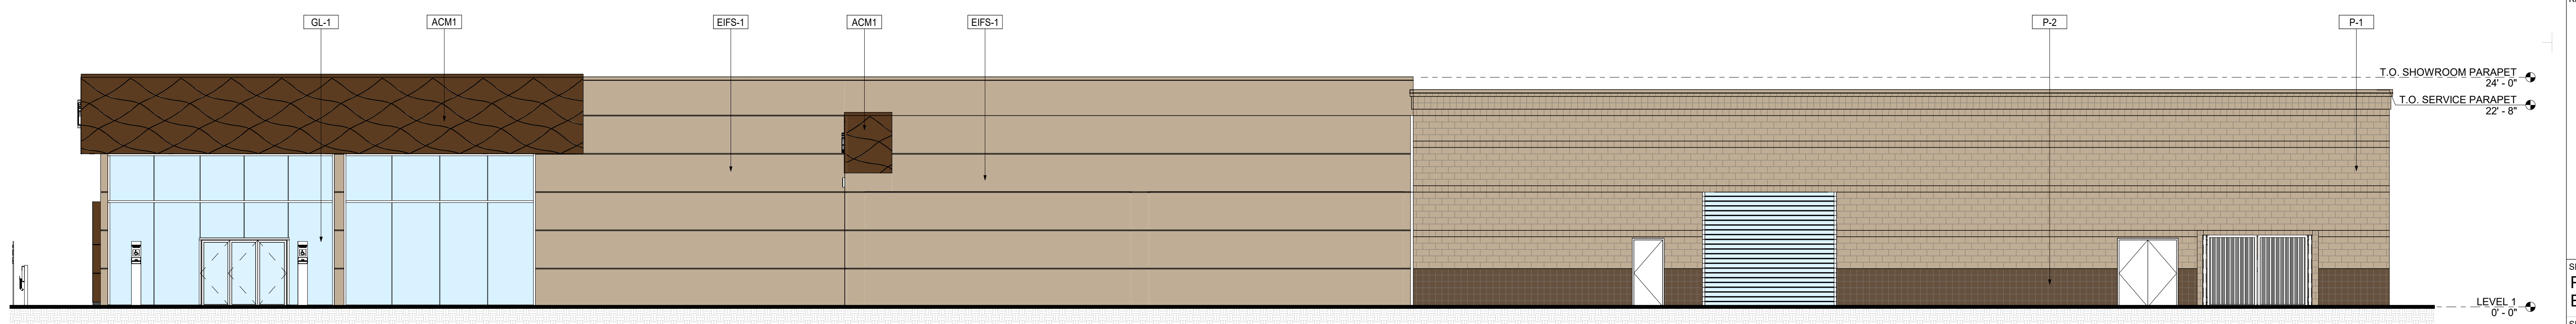 GL-1
ACM1
EIFS-1
ACM1
EIFS-1
P-2
P-1
T.O. SHOWROOM PARAPET
24' - 0"
T.O. SERVICE PARAPET
22' - 8"
LEVEL 1
0' - 0"